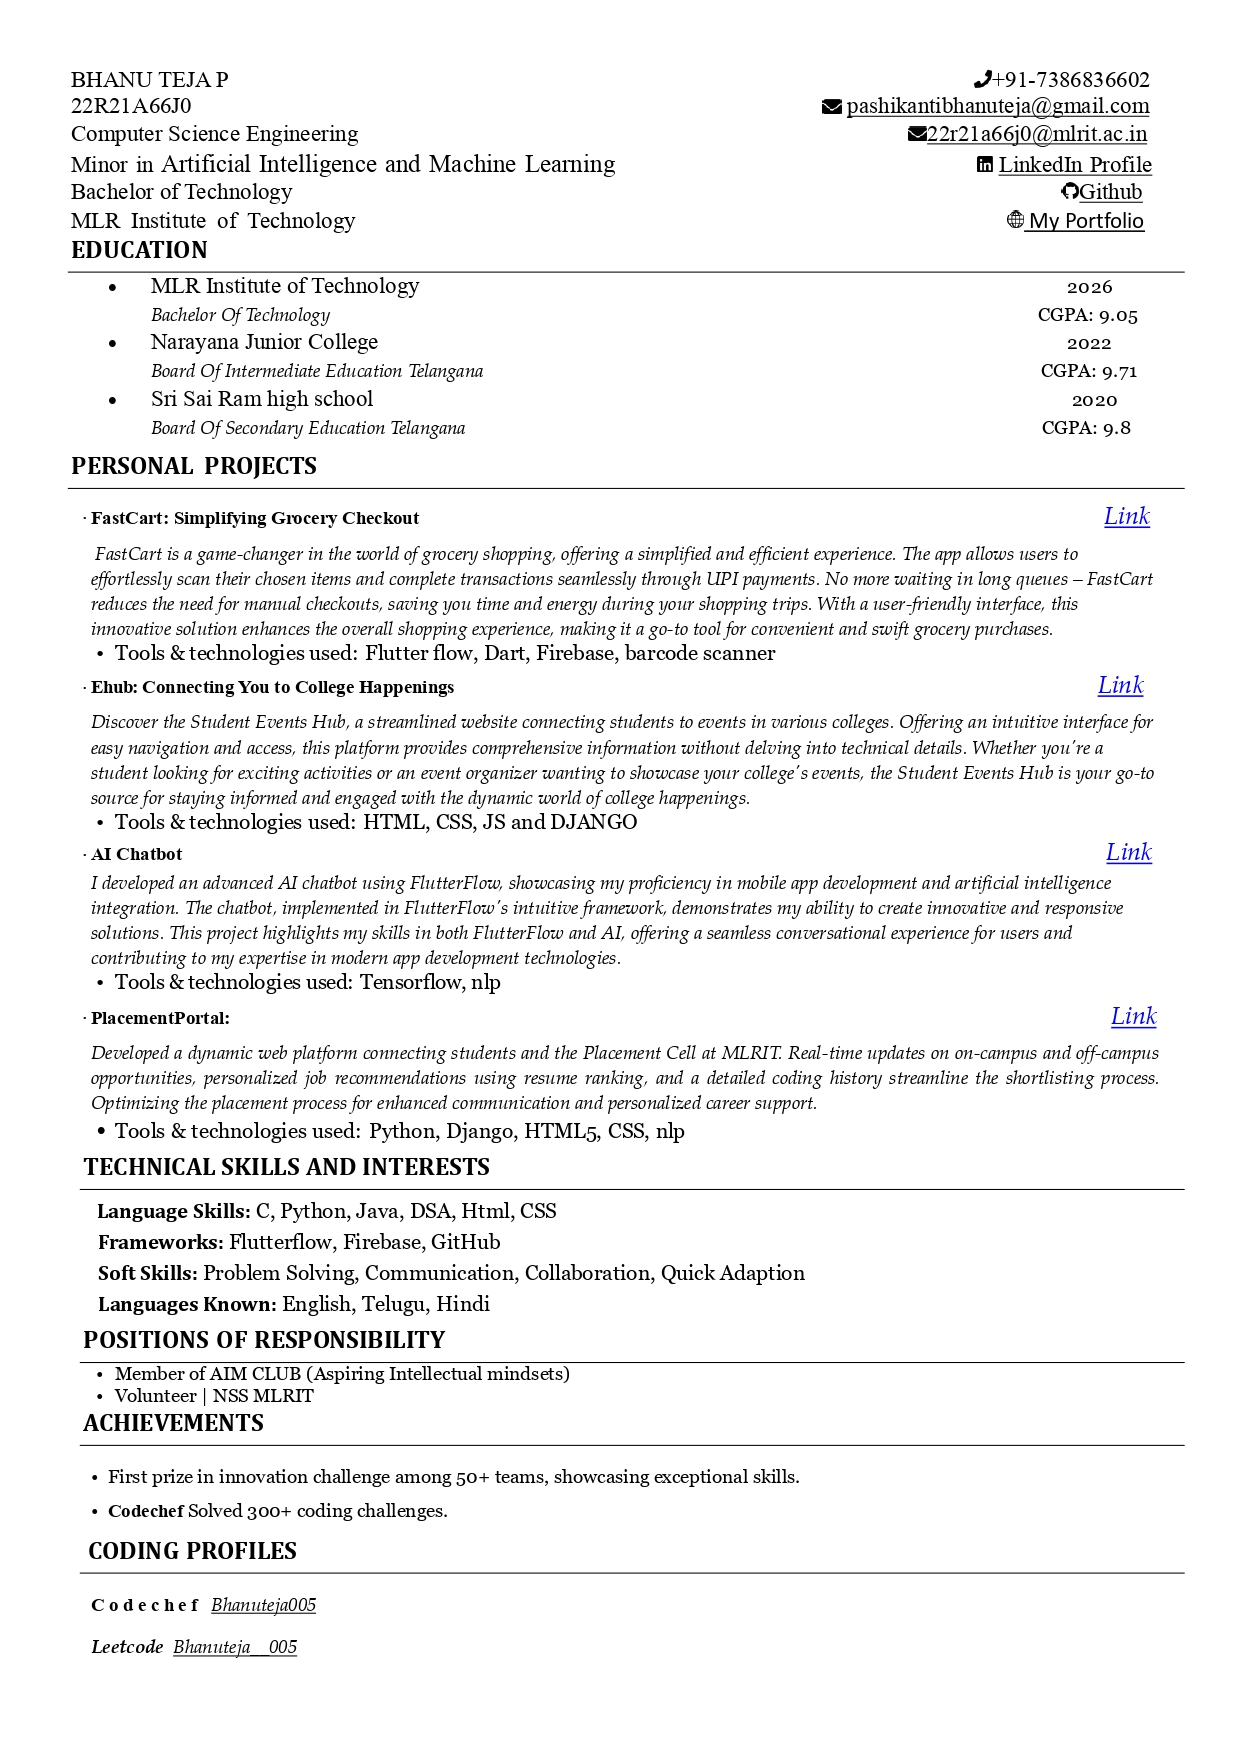 BHANU TEJA P
+91-7386836602
22R21A66J0
pashikantibhanuteja@gmail.com
Computer Science Engineering
22r21a66j0@mlrit.ac.in
Minor in Artificial Intelligence and Machine Learning
LinkedIn Profile
Bachelor of Technology
Github
MLR Institute of Technology
My Portfolio
EDUCATION
• MLR Institute of Technology 2026
Bachelor Of Technology CGPA: 9.05
• Narayana Junior College 2022
Board Of Intermediate Education Telangana CGPA: 9.71
• Sri Sai Ram high school 2020
Board Of Secondary Education Telangana CGPA: 9.8
PERSONAL PROJECTS
· FastCart: Simplifying Grocery Checkout Link
FastCart is a game-changer in the world of grocery shopping, offering a simplified and efficient experience. The app allows users to
effortlessly scan their chosen items and complete transactions seamlessly through UPI payments. No more waiting in long queues – FastCart
reduces the need for manual checkouts, saving you time and energy during your shopping trips. With a user-friendly interface, this
innovative solution enhances the overall shopping experience, making it a go-to tool for convenient and swift grocery purchases.
• Tools & technologies used: Flutter flow, Dart, Firebase, barcode scanner
· Ehub: Connecting You to College Happenings Link
Discover the Student Events Hub, a streamlined website connecting students to events in various colleges. Offering an intuitive interface for
easy navigation and access, this platform provides comprehensive information without delving into technical details. Whether you're a
student looking for exciting activities or an event organizer wanting to showcase your college's events, the Student Events Hub is your go-to
source for staying informed and engaged with the dynamic world of college happenings.
• Tools & technologies used: HTML, CSS, JS and DJANGO
· AI Chatbot Link
I developed an advanced AI chatbot using FlutterFlow, showcasing my proficiency in mobile app development and artificial intelligence
integration. The chatbot, implemented in FlutterFlow's intuitive framework, demonstrates my ability to create innovative and responsive
solutions. This project highlights my skills in both FlutterFlow and AI, offering a seamless conversational experience for users and
contributing to my expertise in modern app development technologies.
• Tools & technologies used: Tensorflow, nlp
· PlacementPortal: Link
Developed a dynamic web platform connecting students and the Placement Cell at MLRIT. Real-time updates on on-campus and off-campus
opportunities, personalized job recommendations using resume ranking, and a detailed coding history streamline the shortlisting process.
Optimizing the placement process for enhanced communication and personalized career support.
• Tools & technologies used: Python, Django, HTML5, CSS, nlp
TECHNICAL SKILLS AND INTERESTS
Language Skills: C, Python, Java, DSA, Html, CSS
Frameworks: Flutterflow, Firebase, GitHub
Soft Skills: Problem Solving, Communication, Collaboration, Quick Adaption
Languages Known: English, Telugu, Hindi
POSITIONS OF RESPONSIBILITY
• Member of AIM CLUB (Aspiring Intellectual mindsets)
• Volunteer | NSS MLRIT
ACHIEVEMENTS
• First prize in innovation challenge among 50+ teams, showcasing exceptional skills.
• Codechef Solved 300+ coding challenges.
CODING PROFILES
Codechef Bhanuteja005
Leetcode Bhanuteja__005